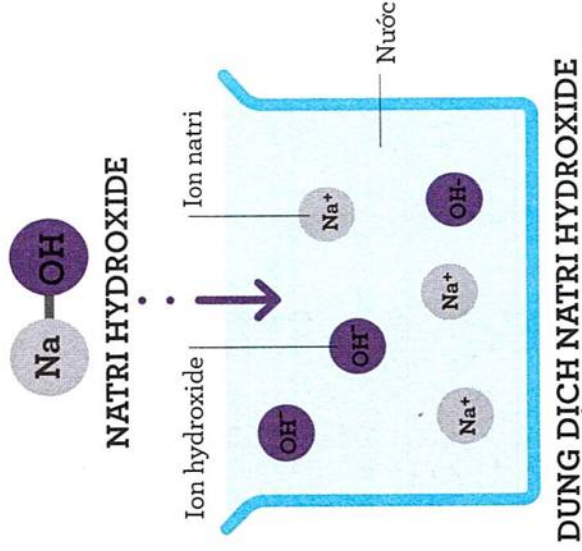 Na OH
NATRI HYDROXIDE
Ion hydroxide
Ion natri
OH⁻
OH⁻
Na⁺
Na⁺
Na⁺
OH-
Nước
DUNG DỊCH NATRI HYDROXIDE